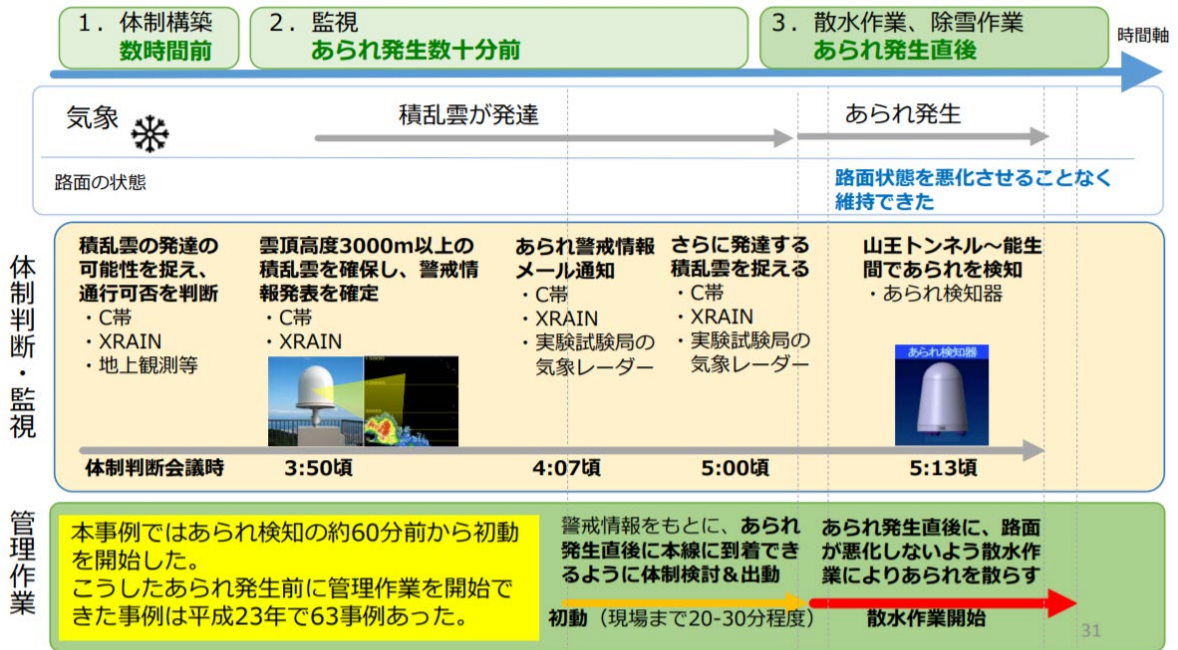 1．体制構築
数時間前
2．監視
あられ発生数十分前
3．散水作業、除雪作業
あられ発生直後
時間軸
気象
積乱雲が発達
あられ発生
路面の状態
路面状態を悪化させることなく
維持できた
体制判断・監視
積乱雲の発達の
可能性を捉え、
通行可否を判断
・C帯
・XRAIN
・地上観測等
雲頂高度3000m以上の
積乱雲を確保し、警戒情
報発表を確定
・C帯
・XRAIN
あられ警戒情報
メール通知
・C帯
・XRAIN
・実験試験局の
気象レーダー
さらに発達する
積乱雲を捉える
・C帯
・XRAIN
・実験試験局の
気象レーダー
山王トンネル～能生
間であられを検知
・あられ検知器
あられ検知器
体制判断会議時
3:50頃
4:07頃
5:00頃
5:13頃
管理作業
本事例ではあられ検知の約60分前から初動
を開始した。
こうしたあられ発生前に管理作業を開始で
きた事例は平成23年で63事例あった。
警戒情報をもとに、あられ
発生直後に本線に到着でき
るように体制検討＆出動
初動（現場まで20-30分程度）
あられ発生直後に、路面
が悪化しないよう散水作
業によりあられを散らす
散水作業開始
31